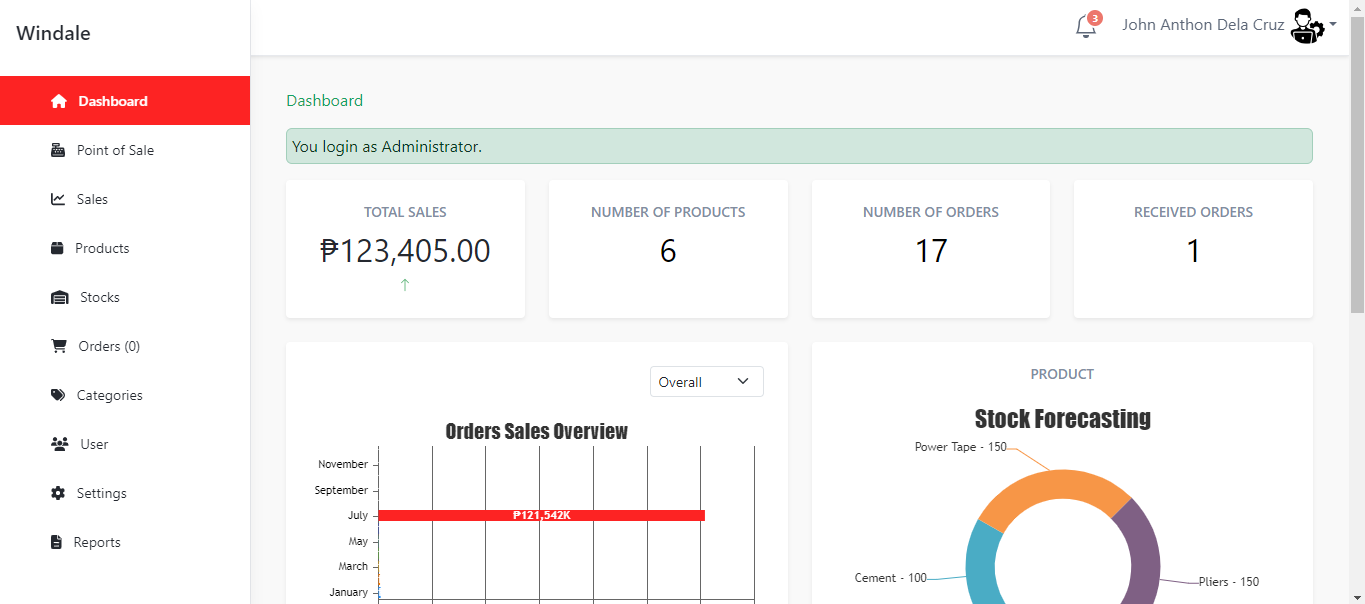 Windale
3
John Anthon Dela Cruz
Dashboard
Point of Sale
Sales
Products
Stocks
Orders (0)
Categories
User
Settings
Reports
Dashboard
You login as Administrator.
TOTAL SALES
₱123,405.00
↑
NUMBER OF PRODUCTS
6
NUMBER OF ORDERS
17
RECEIVED ORDERS
1
Overall
Orders Sales Overview
November
September
July
₱121,542K
May
March
January
PRODUCT
Stock Forecasting
Power Tape - 150
Cement - 100
Pliers - 150